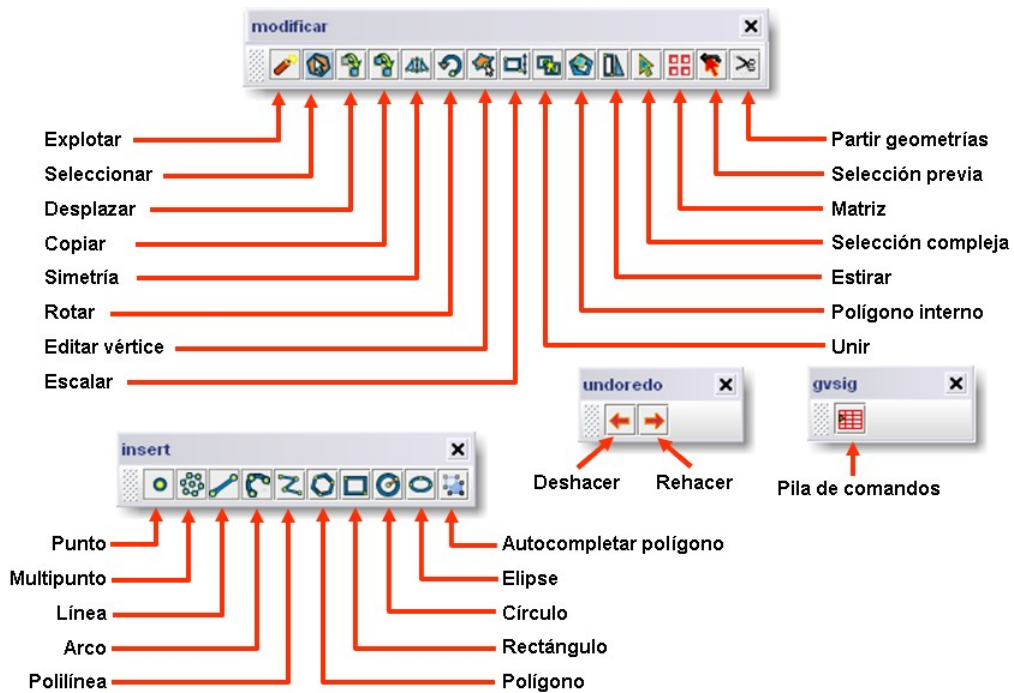 modificar
Explotar
Seleccionar
Desplazar
Copiar
Simetría
Rotar
Editar vértice
Escalar
Partir geometrías
Selección previa
Matriz
Selección compleja
Estirar
Polígono interno
Unir
undoredo
Deshacer
Rehacer
gvsig
Pila de comandos
insert
Punto
Multipunto
Línea
Arco
Polilínea
Autocompletar polígono
Elipse
Círculo
Rectángulo
Polígono